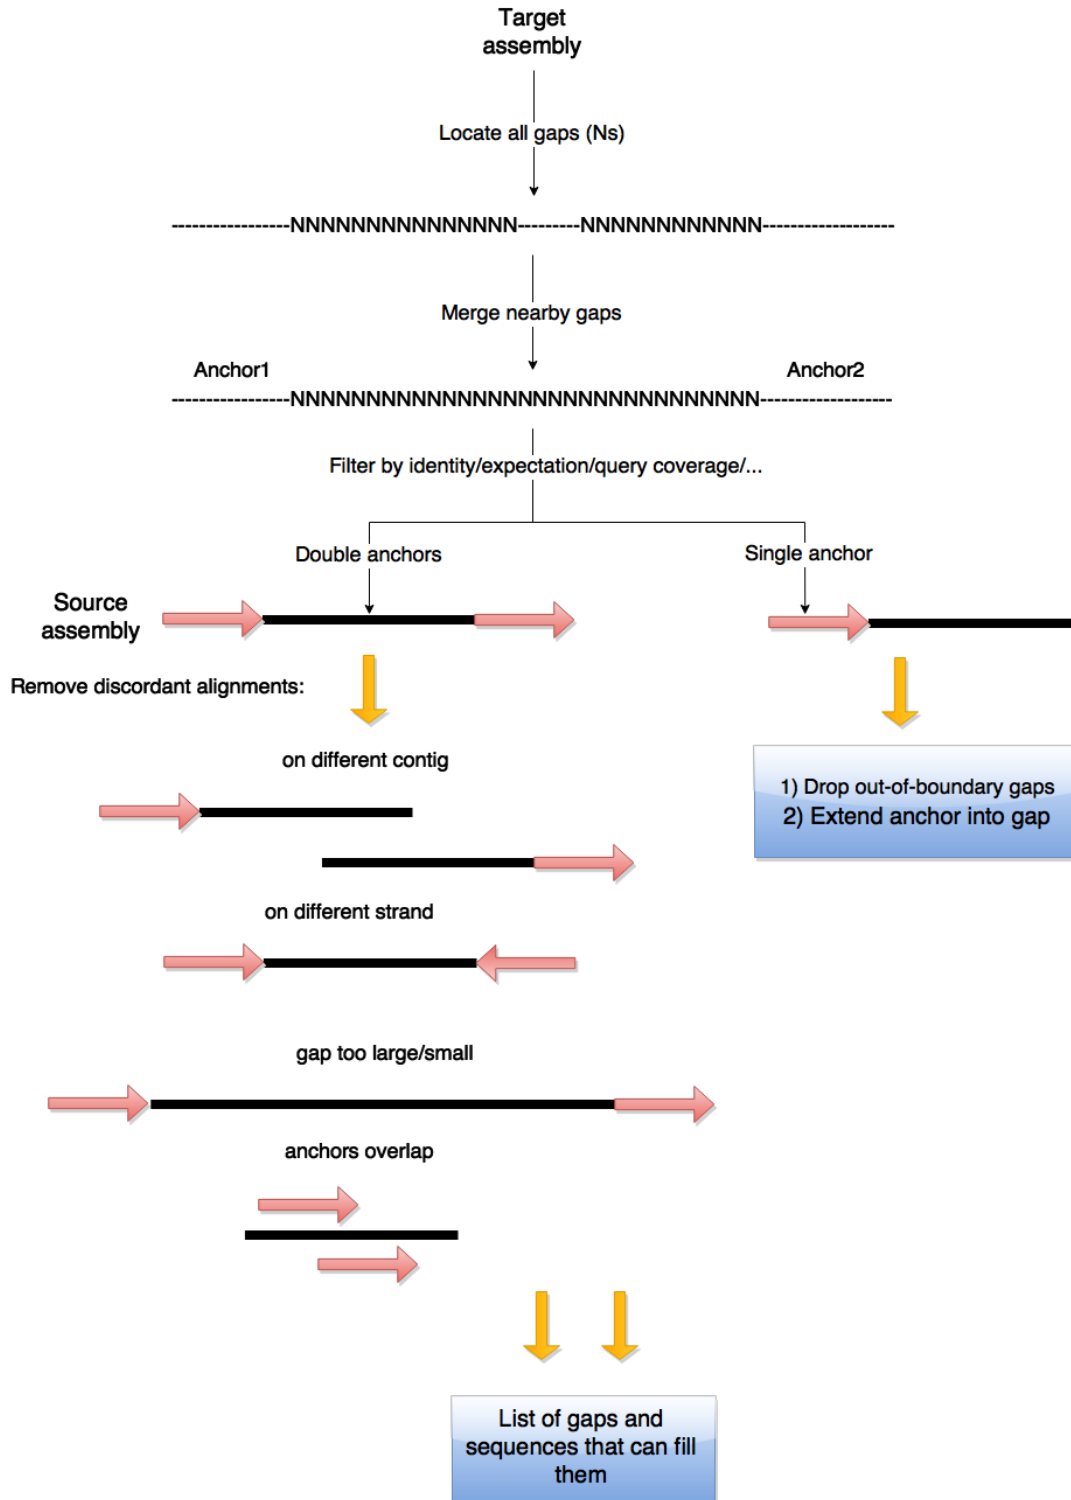 Target
assembly
Locate all gaps (Ns)
-----------------NNNNNNNNNNNNNNN---------NNNNNNNNNNNN-------------------
Merge nearby gaps
Anchor1
Anchor2
-----------------NNNNNNNNNNNNNNNNNNNNNNNNNNNNNNN-------------------
Filter by identity/expectation/query coverage/...
Double anchors
Single anchor
Source
assembly
Remove discordant alignments:
on different contig
1) Drop out-of-boundary gaps
2) Extend anchor into gap
on different strand
gap too large/small
anchors overlap
List of gaps and
sequences that can fill
them